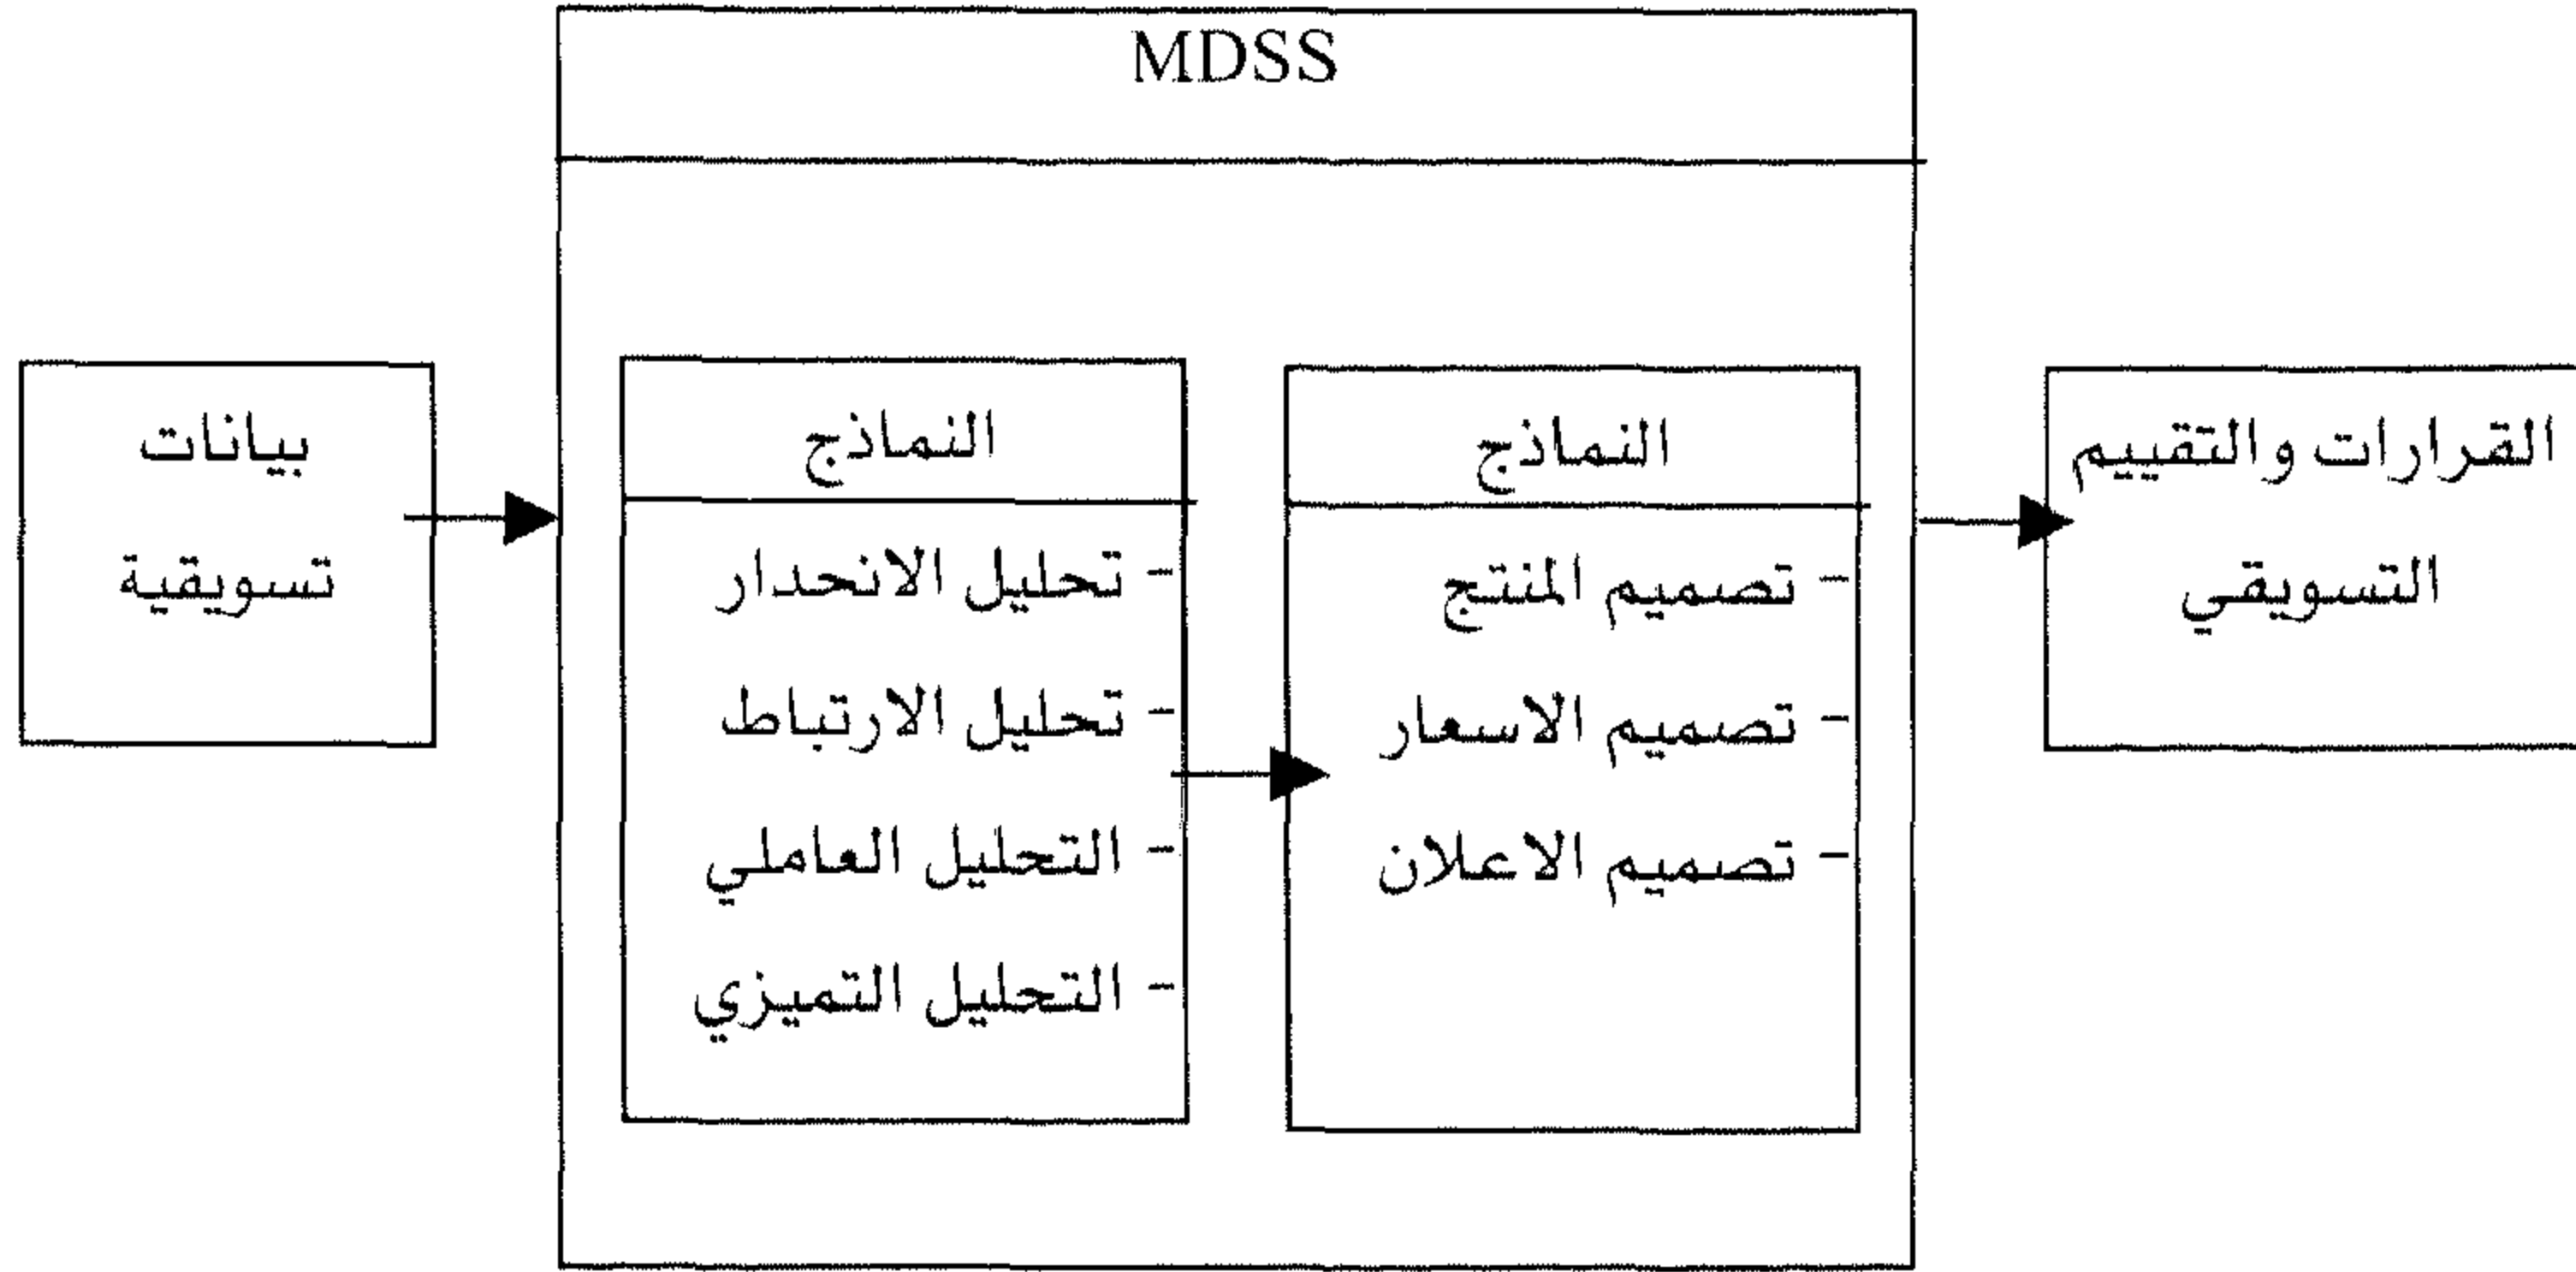 MDSS
بيانات
تسويقية
النماذج
- تحليل الانحدار
- تحليل الارتباط
- التحليل العاملي
- التحليل التميزي
النماذج
- تصميم المنتج
- تصميم الاسعار
- تصميم الاعلان
القرارات والتقييم
التسويقي